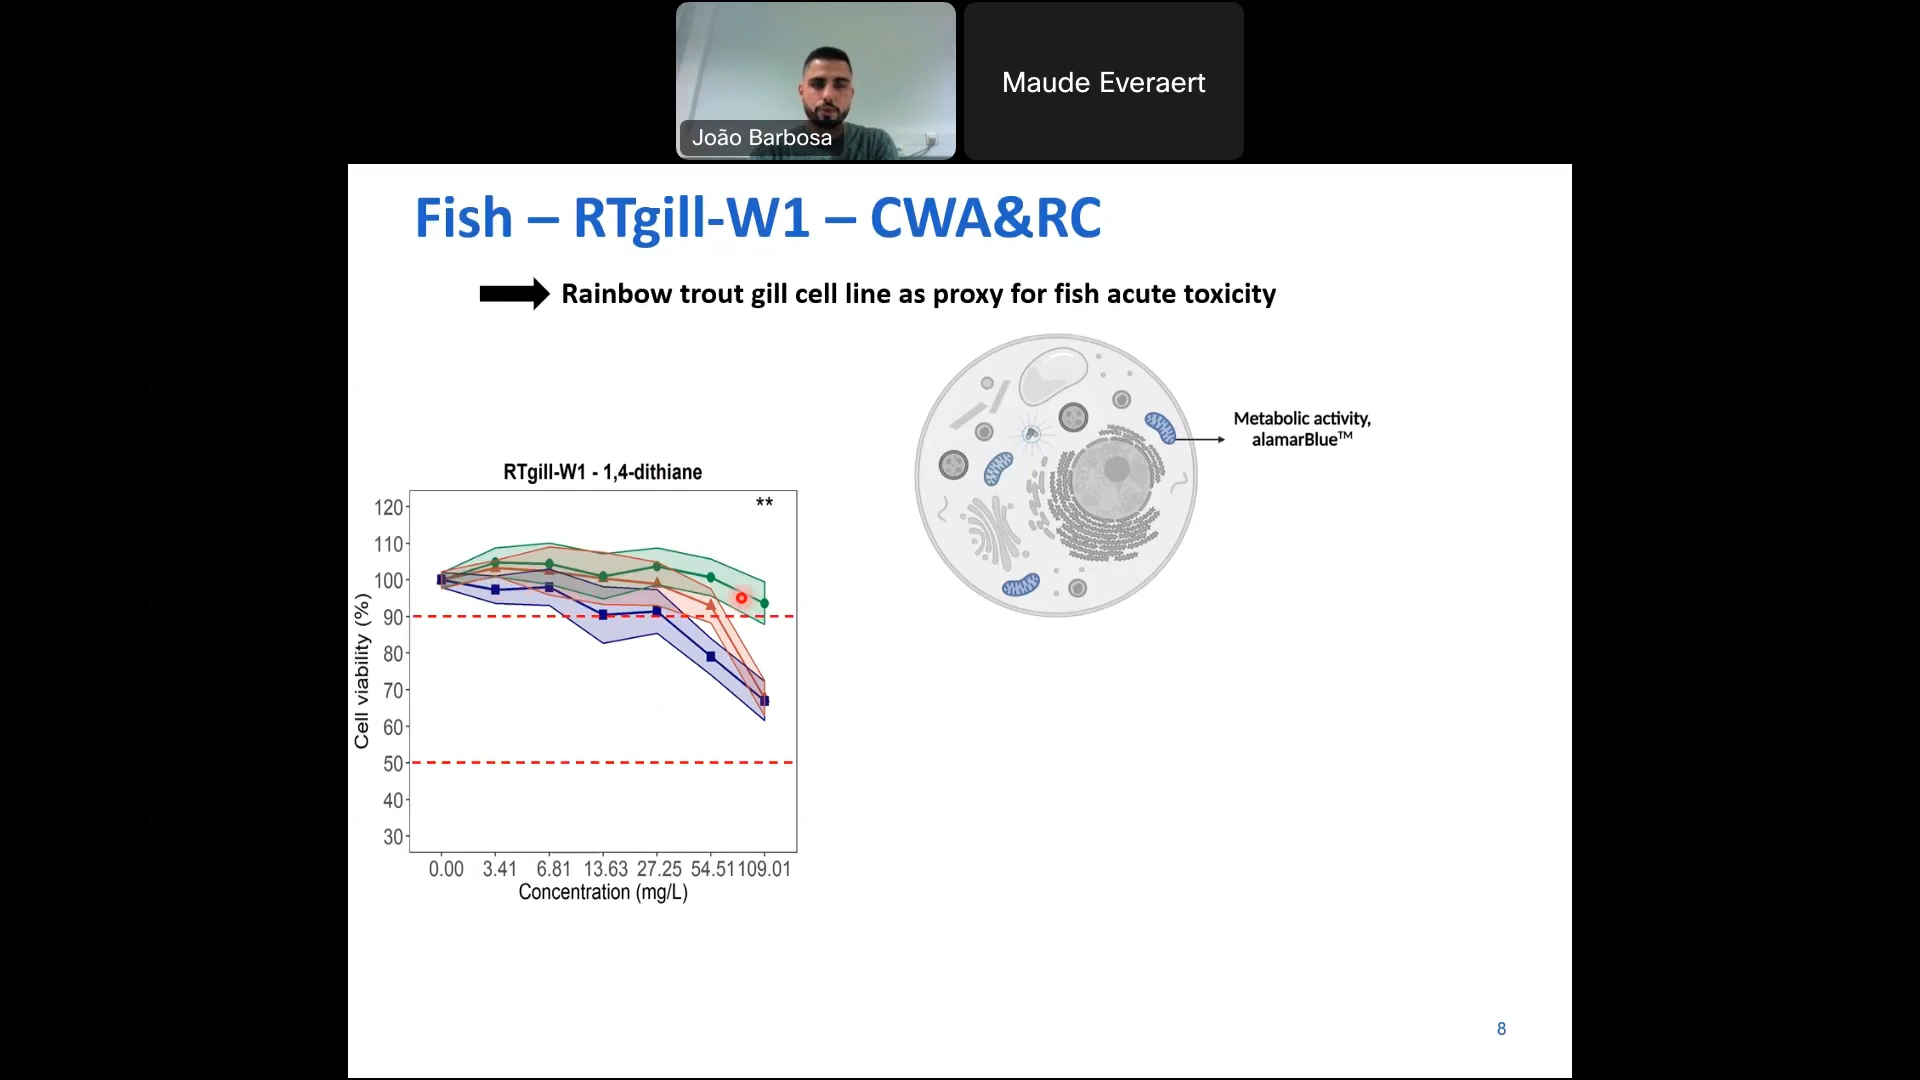 João Barbosa
Maude Everaert
Fish – RTgill-W1 – CWA&RC
Rainbow trout gill cell line as proxy for fish acute toxicity
Metabolic activity,
alamarBlue™
RTgill-W1 - 1,4-dithiane
**
120
110
100
90
80
70
60
50
40
30
Cell viability (%)
0.00 3.41 6.81 13.63 27.25 54.51 109.01
Concentration (mg/L)
8